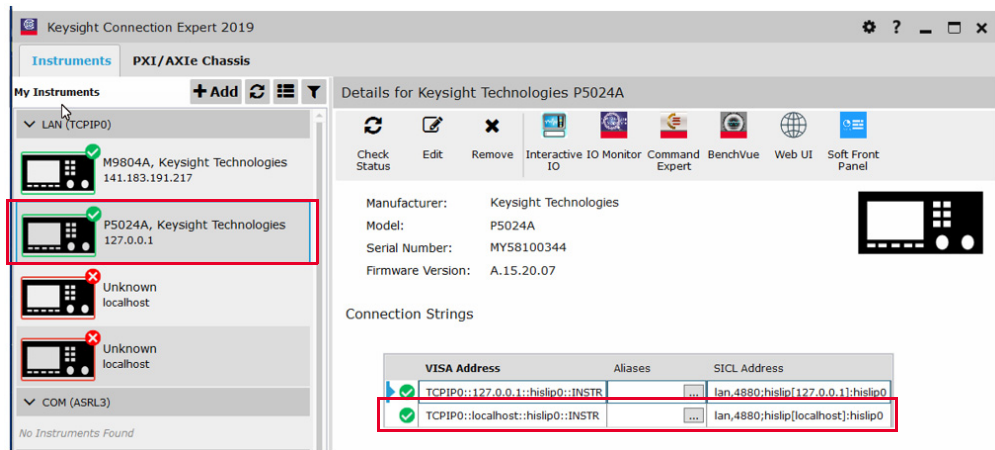 Keysight Connection Expert 2019
Instruments PXI/AXIe Chassis
My Instruments
Add
LAN (TCPIP0)
M9804A, Keysight Technologies
141.183.191.217
P5024A, Keysight Technologies
127.0.0.1
Unknown
localhost
Unknown
localhost
COM (ASRL3)
No Instruments Found
Details for Keysight Technologies P5024A
Check Status
Edit
Remove
Interactive IO
IO Monitor
Command Expert
BenchVue
Web UI
Soft Front Panel
Manufacturer: Keysight Technologies
Model: P5024A
Serial Number: MY58100344
Firmware Version: A.15.20.07
Connection Strings
VISA Address Aliases SICL Address
TCPIP0::127.0.0.1::hislip0::INSTR ... lan,4880;hislip[127.0.0.1]:hislip0
TCPIP0::localhost::hislip0::INSTR ... lan,4880;hislip[localhost]:hislip0